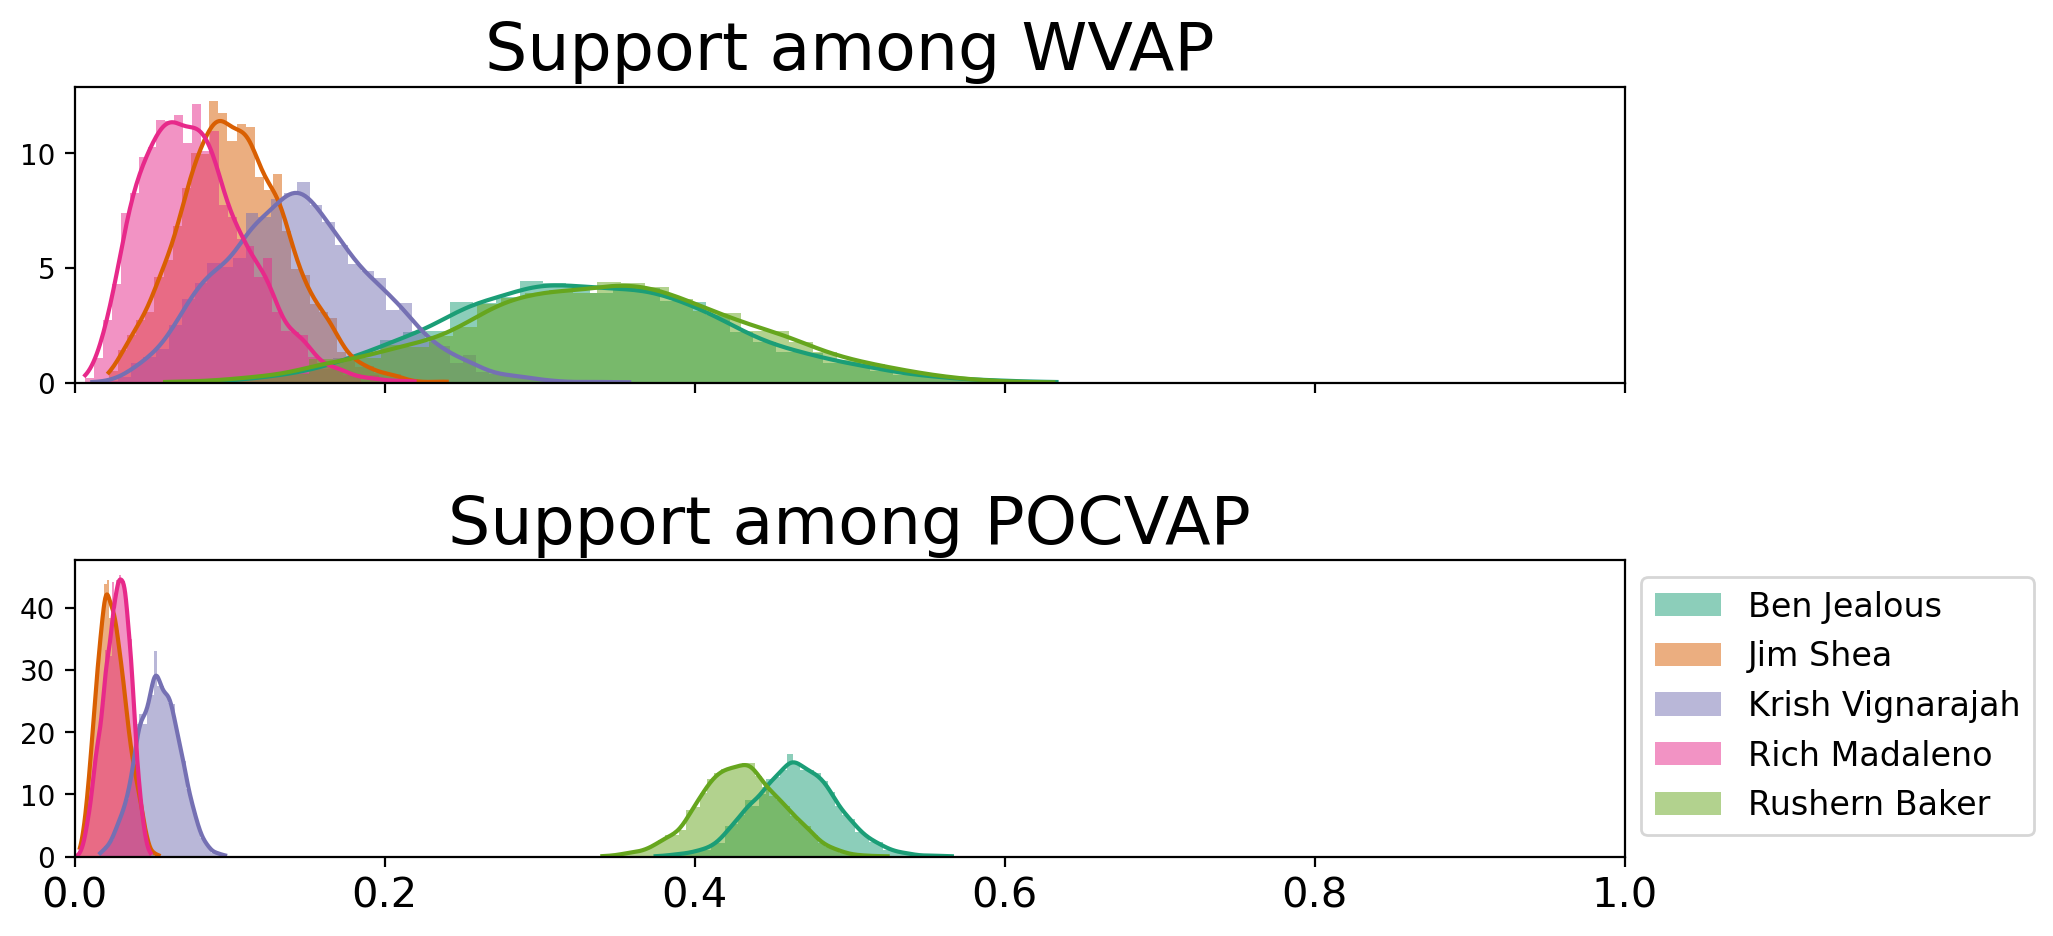 Support among WVAP
10
5
0
Support among POCVAP
40
30
20
10
0
0.0 0.2 0.4 0.6 0.8 1.0
Ben Jealous
Jim Shea
Krish Vignarajah
Rich Madaleno
Rushern Baker